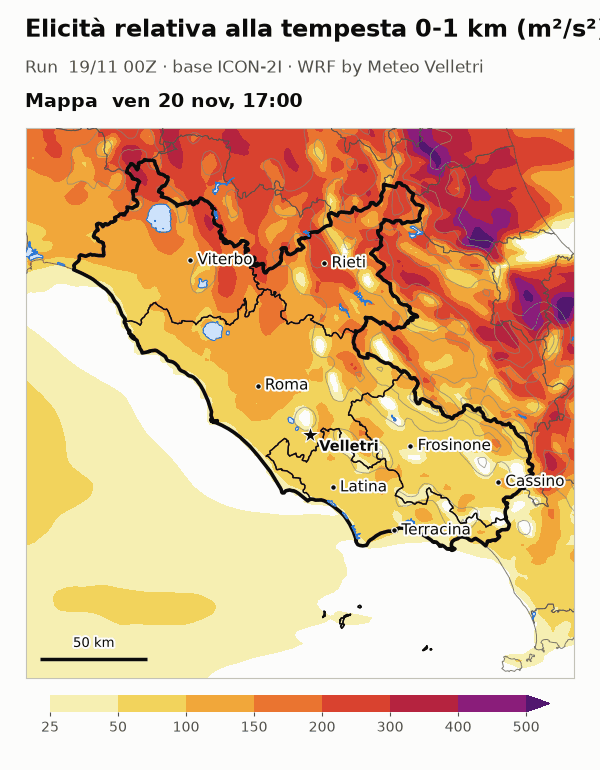 Elicità relativa alla tempesta 0-1 km (m²/s²)
Run  19/11 00Z · base ICON-2I · WRF by Meteo Velletri
Mappa  ven 20 nov, 17:00
Viterbo
Rieti
Roma
Velletri
Frosinone
Latina
Cassino
Terracina
50 km
25 50 100 150 200 300 400 500